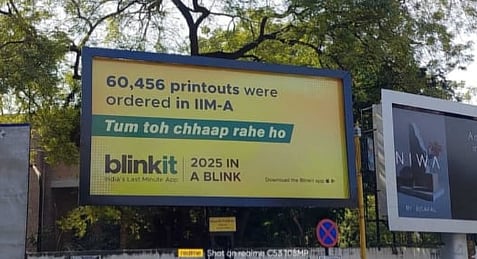 60,456 printouts were
ordered in IIM-A
Tum toh chhaap rahe ho
blinkit
India's Last Minute App
2025 IN
A BLINK
Download the Blinkit app
NIWA
realme Shot on realme C53 108MP